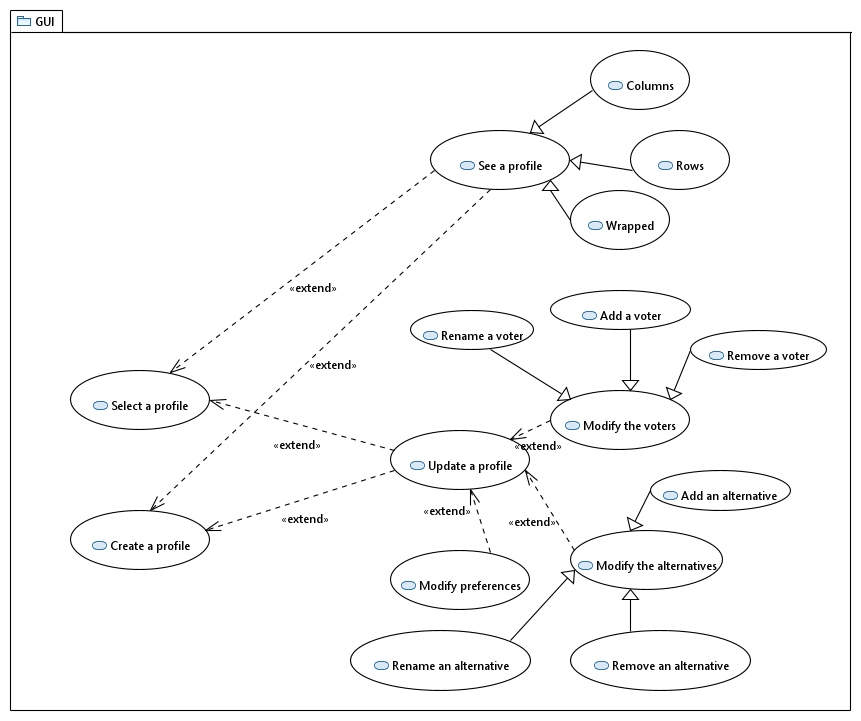 GUI
Columns
See a profile
Rows
Wrapped
«extend»
Add a voter
Rename a voter
Remove a voter
«extend»
Select a profile
Modify the voters
«extend»
«extend»
Update a profile
Add an alternative
«extend»
«extend»
«extend»
Create a profile
Modify the alternatives
Modify preferences
Rename an alternative
Remove an alternative